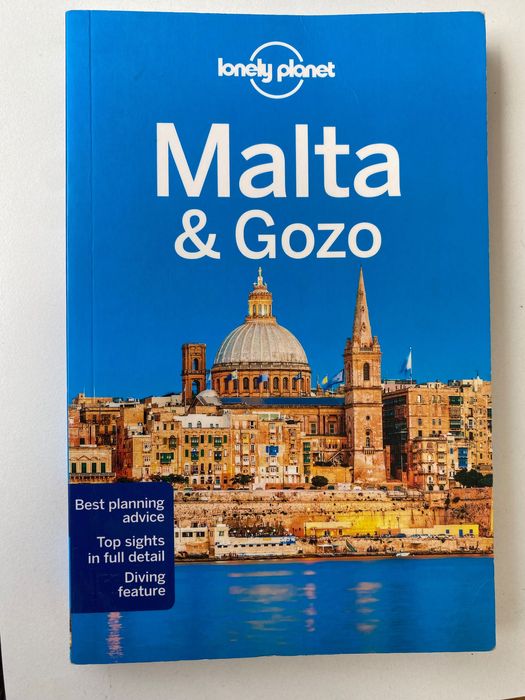 lonely planet
Malta
& Gozo
Best planning
advice
Top sights
in full detail
Diving
feature